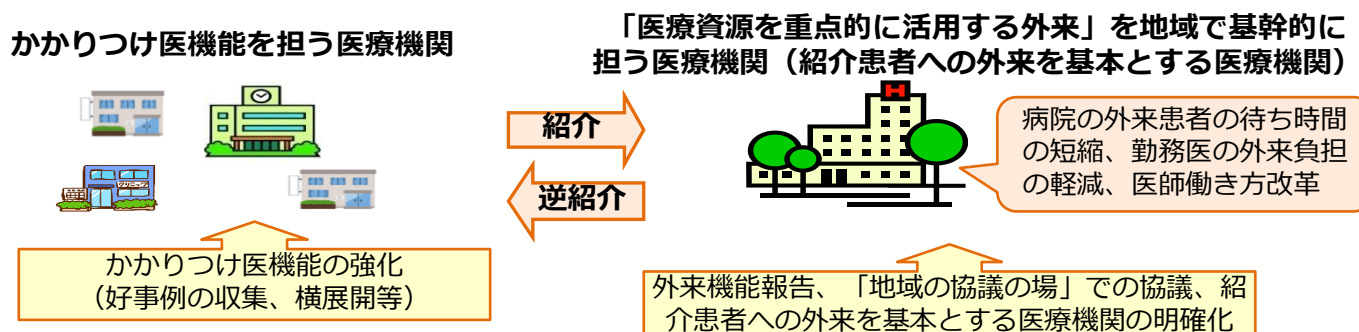 かかりつけ医機能を担う医療機関
「医療資源を重点的に活用する外来」を地域で基幹的に
担う医療機関（紹介患者への外来を基本とする医療機関）
H
紹介
逆紹介
病院の外来患者の待ち時間
の短縮、勤務医の外来負担
の軽減、医師働き方改革
かかりつけ医機能の強化
（好事例の収集、横展開等）
外来機能報告、「地域の協議の場」での協議、紹
介患者への外来を基本とする医療機関の明確化